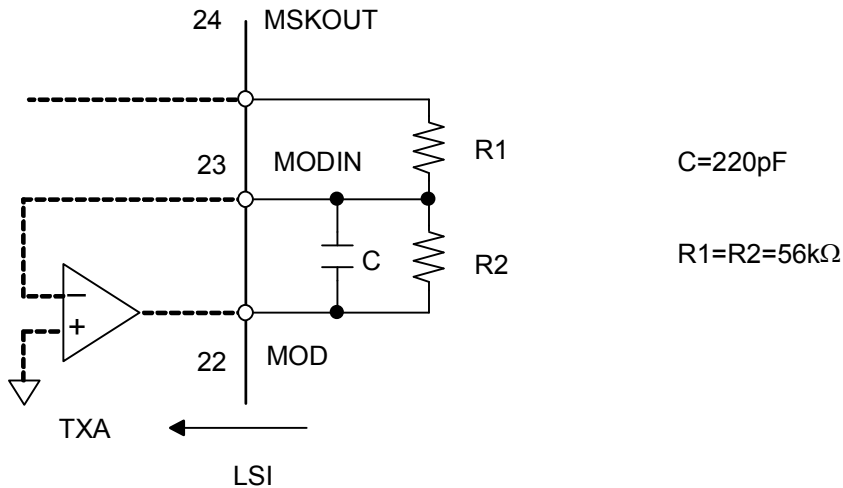 24 MSKOUT
R1
23 MODIN
C=220pF
C
R2
R1=R2=56kΩ
−
+
22 MOD
TXA
LSI